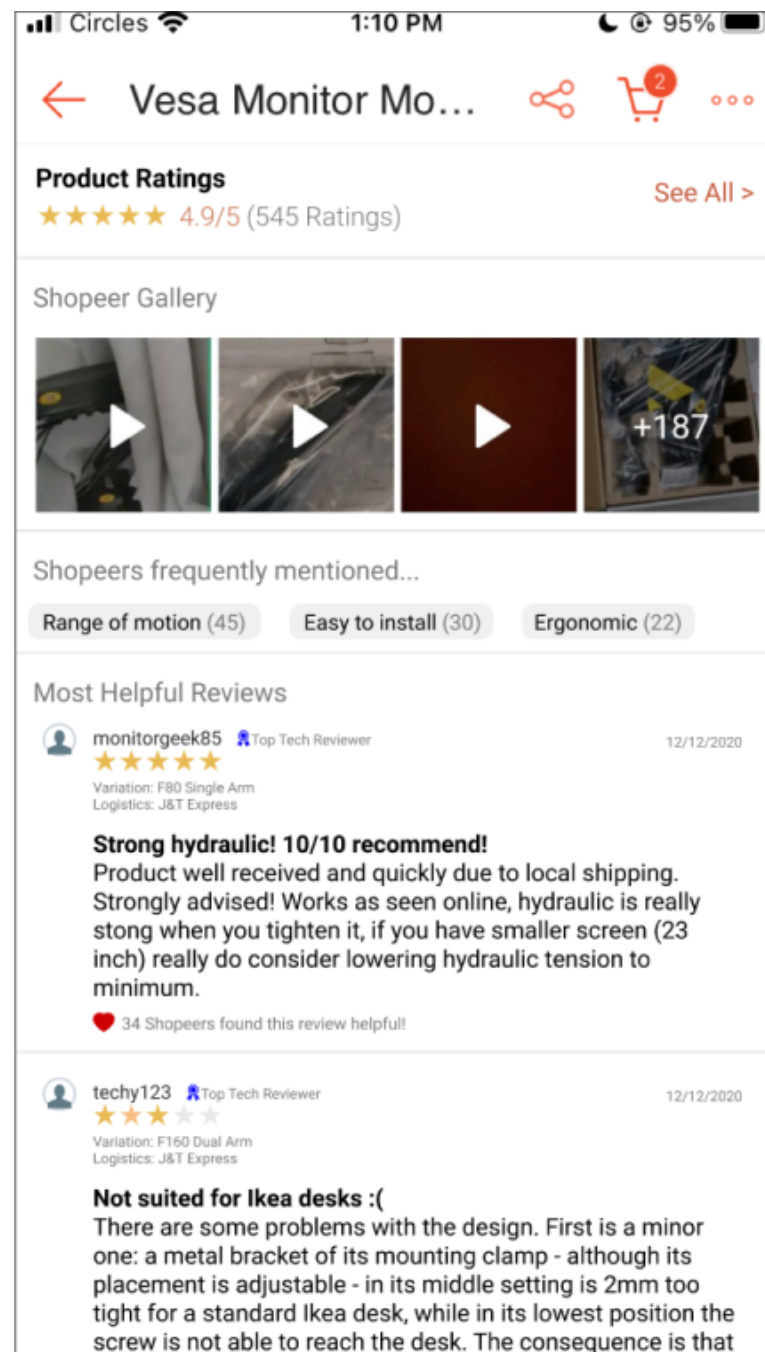 Circles 1:10 PM 95%
Vesa Monitor Mo... 2
Product Ratings
4.9/5 (545 Ratings) See All >
Shopeer Gallery
+187
Shopeers frequently mentioned...
Range of motion (45) Easy to install (30) Ergonomic (22)
Most Helpful Reviews
monitorgeek85 Top Tech Reviewer 12/12/2020
Variation: F80 Single Arm
Logistics: J&T Express
Strong hydraulic! 10/10 recommend!
Product well received and quickly due to local shipping.
Strongly advised! Works as seen online, hydraulic is really
stong when you tighten it, if you have smaller screen (23
inch) really do consider lowering hydraulic tension to
minimum.
34 Shopeers found this review helpful!
techy123 Top Tech Reviewer 12/12/2020
Variation: F160 Dual Arm
Logistics: J&T Express
Not suited for Ikea desks :(
There are some problems with the design. First is a minor
one: a metal bracket of its mounting clamp - although its
placement is adjustable - in its middle setting is 2mm too
tight for a standard Ikea desk, while in its lowest position the
screw is not able to reach the desk. The consequence is that